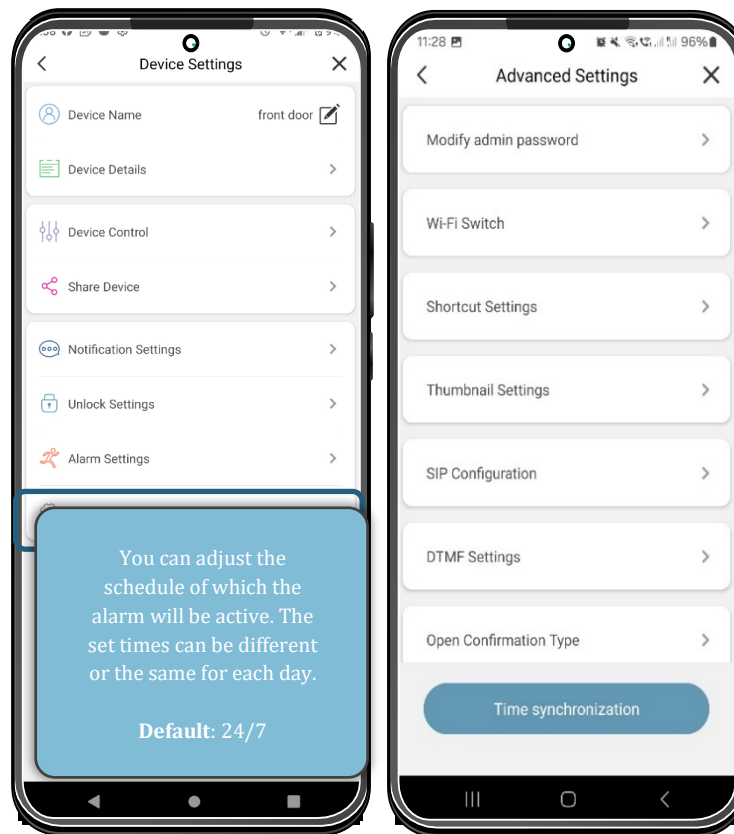 Device Settings
Device Name front door
Device Details
Device Control
Share Device
Notification Settings
Unlock Settings
Alarm Settings
You can adjust the
schedule of which the
alarm will be active. The
set times can be different
or the same for each day.
Default: 24/7
11:28 96%
Advanced Settings
Modify admin password
Wi-Fi Switch
Shortcut Settings
Thumbnail Settings
SIP Configuration
DTMF Settings
Open Confirmation Type
Time synchronization